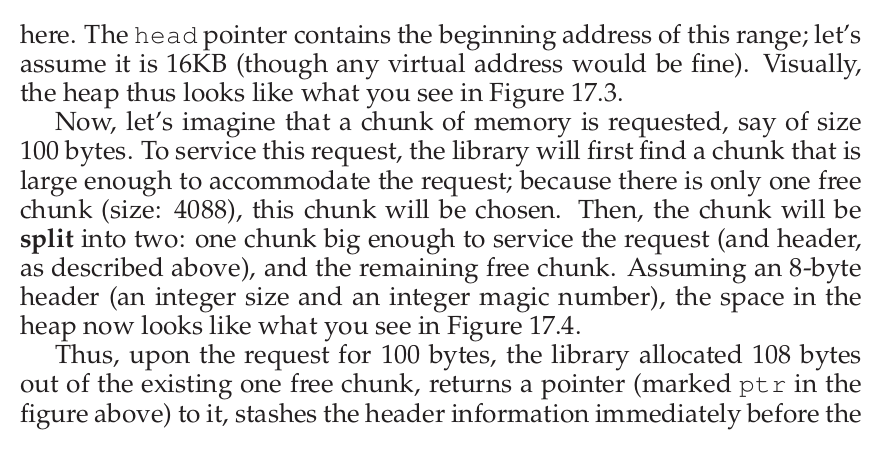 here. The head pointer contains the beginning address of this range; let's
assume it is 16KB (though any virtual address would be fine). Visually,
the heap thus looks like what you see in Figure 17.3.
Now, let's imagine that a chunk of memory is requested, say of size
100 bytes. To service this request, the library will first find a chunk that is
large enough to accommodate the request; because there is only one free
chunk (size: 4088), this chunk will be chosen. Then, the chunk will be
split into two: one chunk big enough to service the request (and header,
as described above), and the remaining free chunk. Assuming an 8-byte
header (an integer size and an integer magic number), the space in the
heap now looks like what you see in Figure 17.4.
Thus, upon the request for 100 bytes, the library allocated 108 bytes
out of the existing one free chunk, returns a pointer (marked ptr in the
figure above) to it, stashes the header information immediately before the